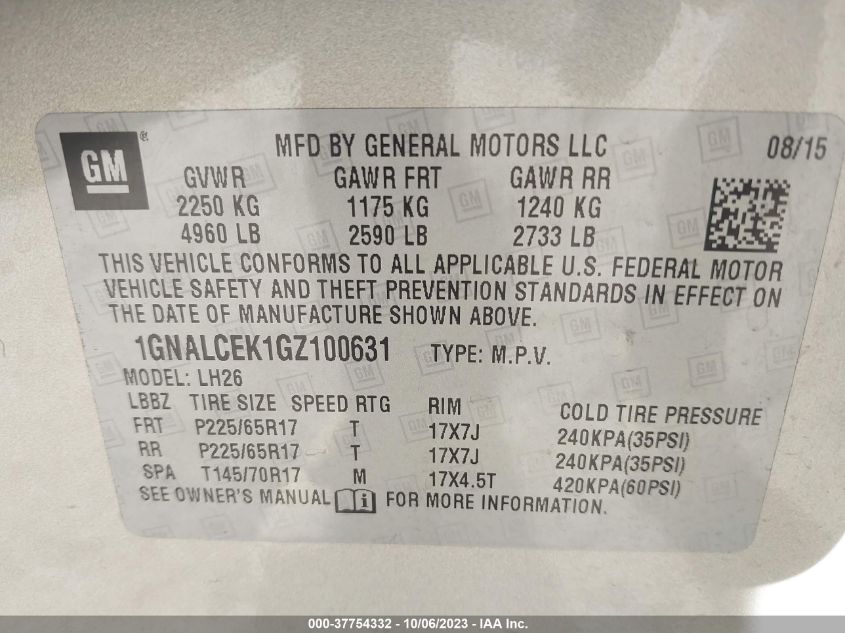 GM ®
MFD BY GENERAL MOTORS LLC 08/15
GVWR GAWR FRT GAWR RR
2250 KG 1175 KG 1240 KG
4960 LB 2590 LB 2733 LB
THIS VEHICLE CONFORMS TO ALL APPLICABLE U.S. FEDERAL MOTOR
VEHICLE SAFETY AND THEFT PREVENTION STANDARDS IN EFFECT ON
THE DATE OF MANUFACTURE SHOWN ABOVE.
1GNALCEK1GZ100631 TYPE: M.P.V.
MODEL: LH26
LBBZ TIRE SIZE SPEED RTG RIM COLD TIRE PRESSURE
FRT P225/65R17 T 17X7J 240KPA(35PSI)
RR P225/65R17 T 17X7J 240KPA(35PSI)
SPA T145/70R17 M 17X4.5T 420KPA(60PSI)
SEE OWNER'S MANUAL i FOR MORE INFORMATION.
000-37754332 - 10/06/2023 - IAA Inc.